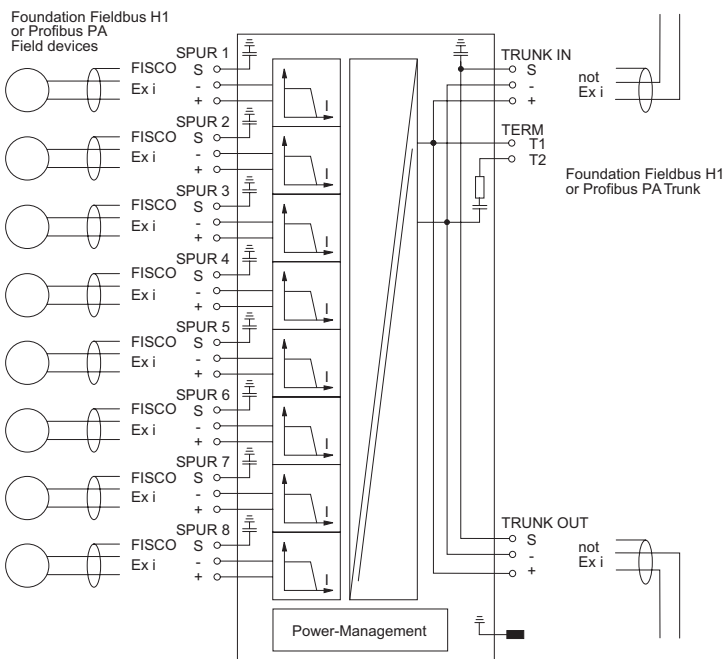 Foundation Fieldbus H1
or Profibus PA
Field devices
SPUR 1
FISCO S
Ex i -
+
I
SPUR 2
FISCO S
Ex i -
+
I
SPUR 3
FISCO S
Ex i -
+
I
SPUR 4
FISCO S
Ex i -
+
I
SPUR 5
FISCO S
Ex i -
+
I
SPUR 6
FISCO S
Ex i -
+
I
SPUR 7
FISCO S
Ex i -
+
I
SPUR 8
FISCO S
Ex i -
+
I
Power-Management
TRUNK IN
S
-
+
not
Ex i
TERM
T1
T2
Foundation Fieldbus H1
or Profibus PA Trunk
TRUNK OUT
S
-
+
not
Ex i